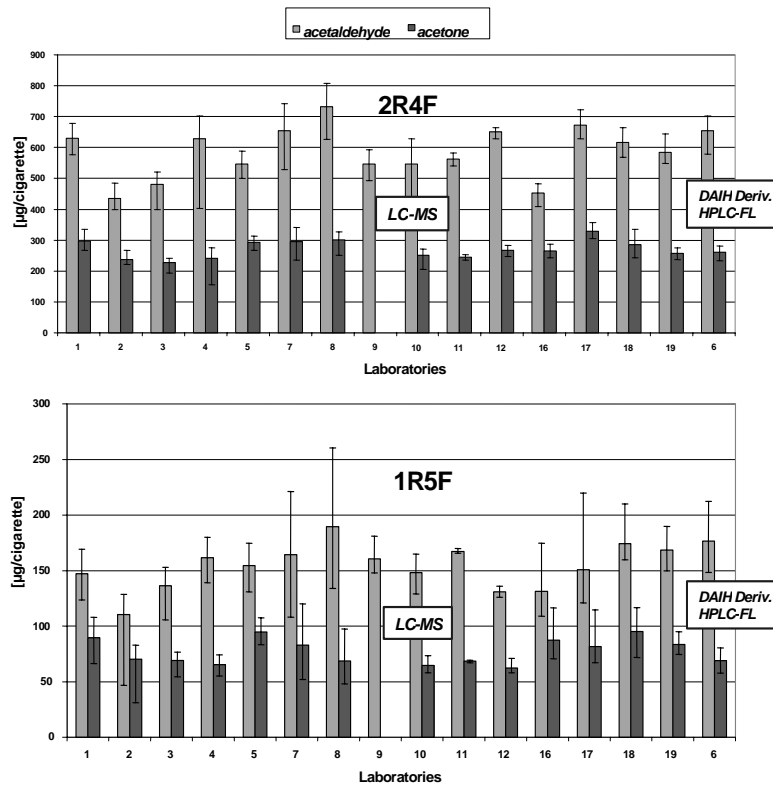 acetaldehyde acetone
2R4F
[µg/cigarette]
900
800
700
600
500
400
300
200
100
0
LC-MS
DAIH Deriv.
HPLC-FL
1 2 3 4 5 7 8 9 10 11 12 16 17 18 19 6
Laboratories
1R5F
[µg/cigarette]
300
250
200
150
100
50
0
LC-MS
DAIH Deriv.
HPLC-FL
1 2 3 4 5 7 8 9 10 11 12 16 17 18 19 6
Laboratories